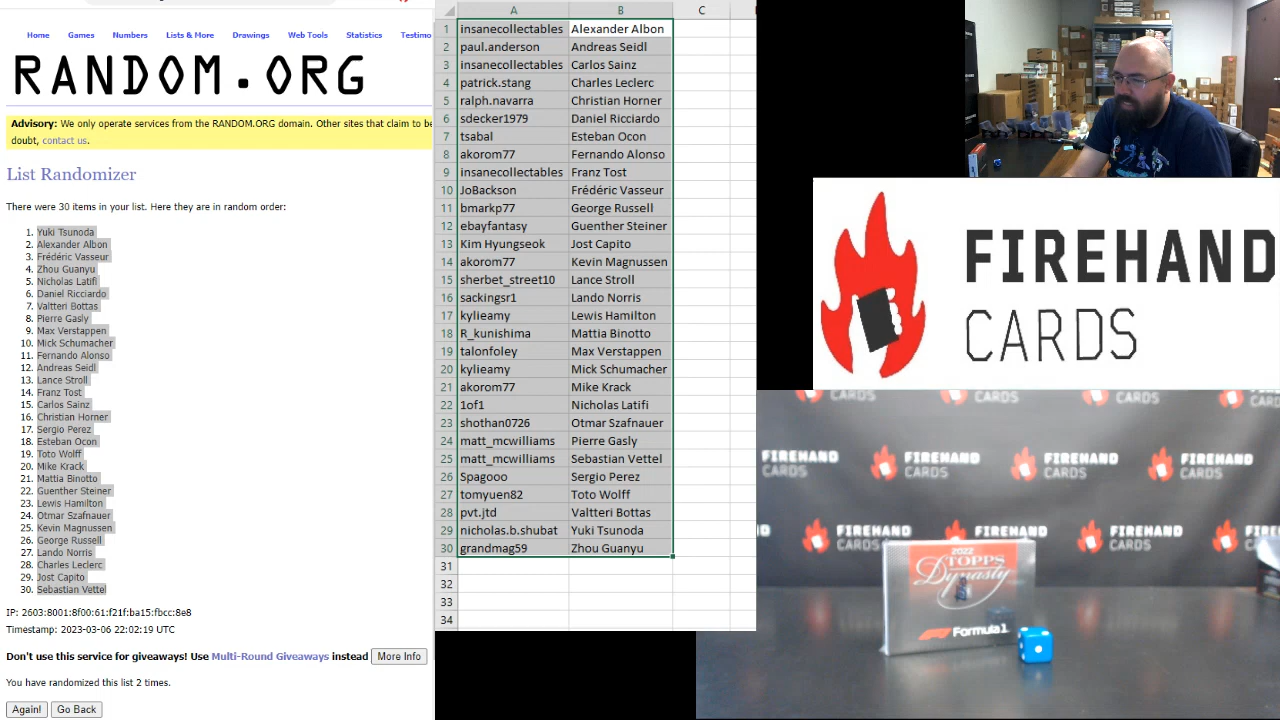 Home Games Numbers Lists & More Drawings Web Tools Statistics Testimo
RANDOM.ORG
Advisory: We only operate services from the RANDOM.ORG domain. Other sites that claim to be
doubt, contact us.
List Randomizer
There were 30 items in your list. Here they are in random order:
1. Yuki Tsunoda
2. Alexander Albon
3. Frédéric Vasseur
4. Zhou Guanyu
5. Nicholas Latifi
6. Daniel Ricciardo
7. Valtteri Bottas
8. Pierre Gasly
9. Max Verstappen
10. Mick Schumacher
11. Fernando Alonso
12. Andreas Seidl
13. Lance Stroll
14. Franz Tost
15. Carlos Sainz
16. Christian Horner
17. Sergio Perez
18. Esteban Ocon
19. Toto Wolff
20. Mike Krack
21. Mattia Binotto
22. Guenther Steiner
23. Lewis Hamilton
24. Otmar Szafnauer
25. Kevin Magnussen
26. George Russell
27. Lando Norris
28. Charles Leclerc
29. Jost Capito
30. Sebastian Vettel
IP: 2603:8001:8f00:61:f21f:ba15:fbcc:8e8
Timestamp: 2023-03-06 22:02:19 UTC
Don't use this service for giveaways! Use Multi-Round Giveaways instead More Info
You have randomized this list 2 times.
Again! Go Back
A B C
1 insanecollectables Alexander Albon
2 paul.anderson Andreas Seidl
3 insanecollectables Carlos Sainz
4 patrick.stang Charles Leclerc
5 ralph.navarra Christian Horner
6 sdecker1979 Daniel Ricciardo
7 tsabal Esteban Ocon
8 akorom77 Fernando Alonso
9 insanecollectables Franz Tost
10 JoBackson Frédéric Vasseur
11 bmarkp77 George Russell
12 ebayfantasy Guenther Steiner
13 Kim Hyungseok Jost Capito
14 akorom77 Kevin Magnussen
15 sherbet_street10 Lance Stroll
16 sackingsr1 Lando Norris
17 kylieamy Lewis Hamilton
18 R_kunishima Mattia Binotto
19 talonfoley Max Verstappen
20 kylieamy Mick Schumacher
21 akorom77 Mike Krack
22 1of1 Nicholas Latifi
23 shothan0726 Otmar Szafnauer
24 matt_mcwilliams Pierre Gasly
25 matt_mcwilliams Sebastian Vettel
26 Spagooo Sergio Perez
27 tomyuen82 Toto Wolff
28 pvt.jtd Valtteri Bottas
29 nicholas.b.shubat Yuki Tsunoda
30 grandmag59 Zhou Guanyu
31
32
33
34
FIREHAND
CARDS
FIREHAND CARDS
FIREHAND CARDS
FIREHAND CARDS
FIREHAND CARDS
FIREHAND CARDS
FIREHAND CARDS
FIREHAND CARDS
2022
TOPPS
Dynasty
Formula 1